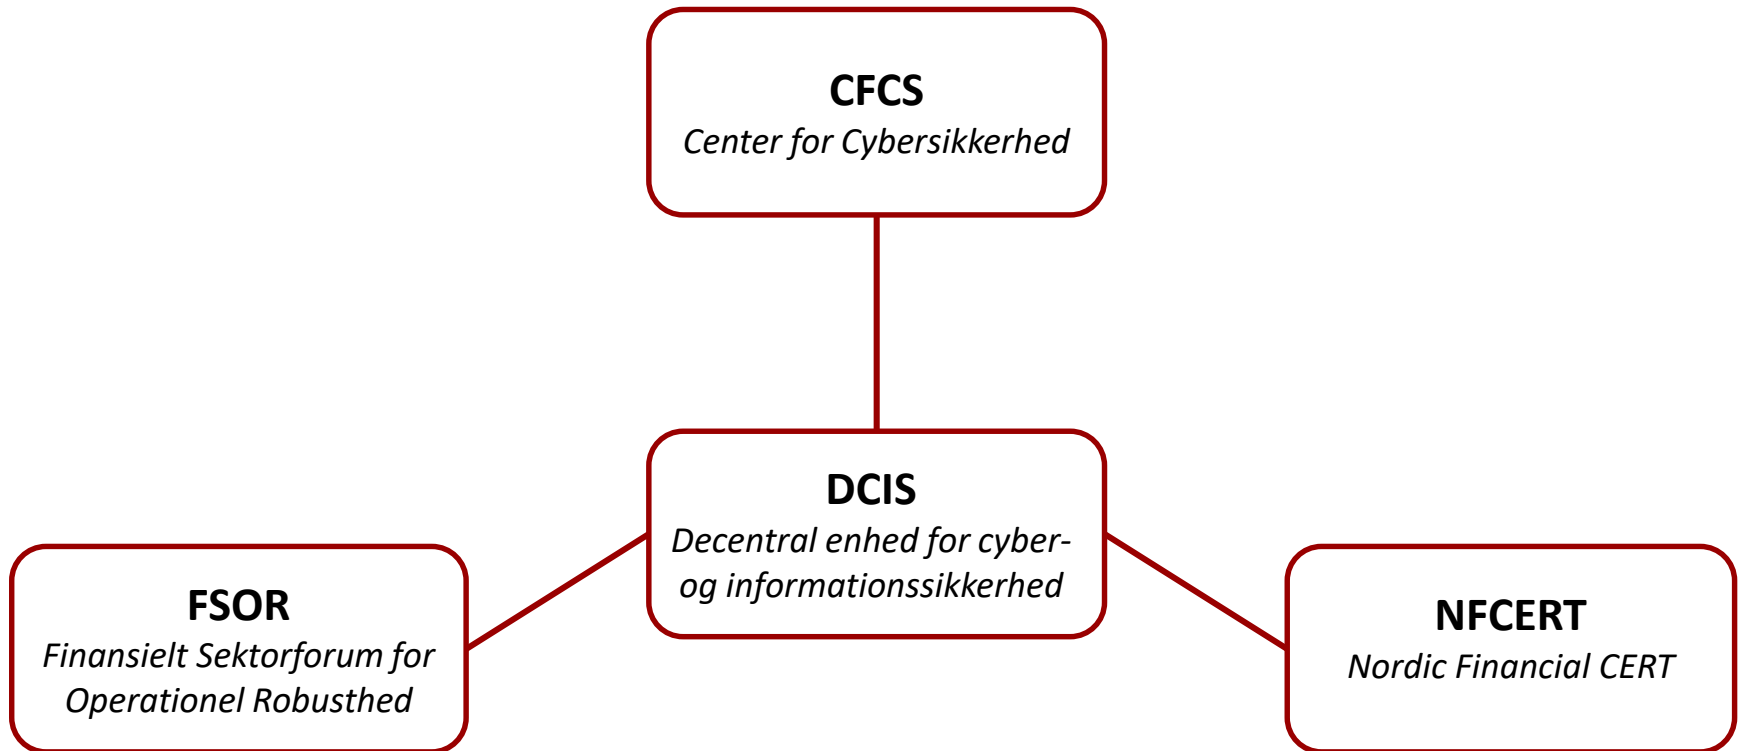 CFCS
Center for Cybersikkerhed
DCIS
Decentral enhed for cyber-
og informationssikkerhed
FSOR
Finansielt Sektorforum for
Operationel Robusthed
NFCERT
Nordic Financial CERT